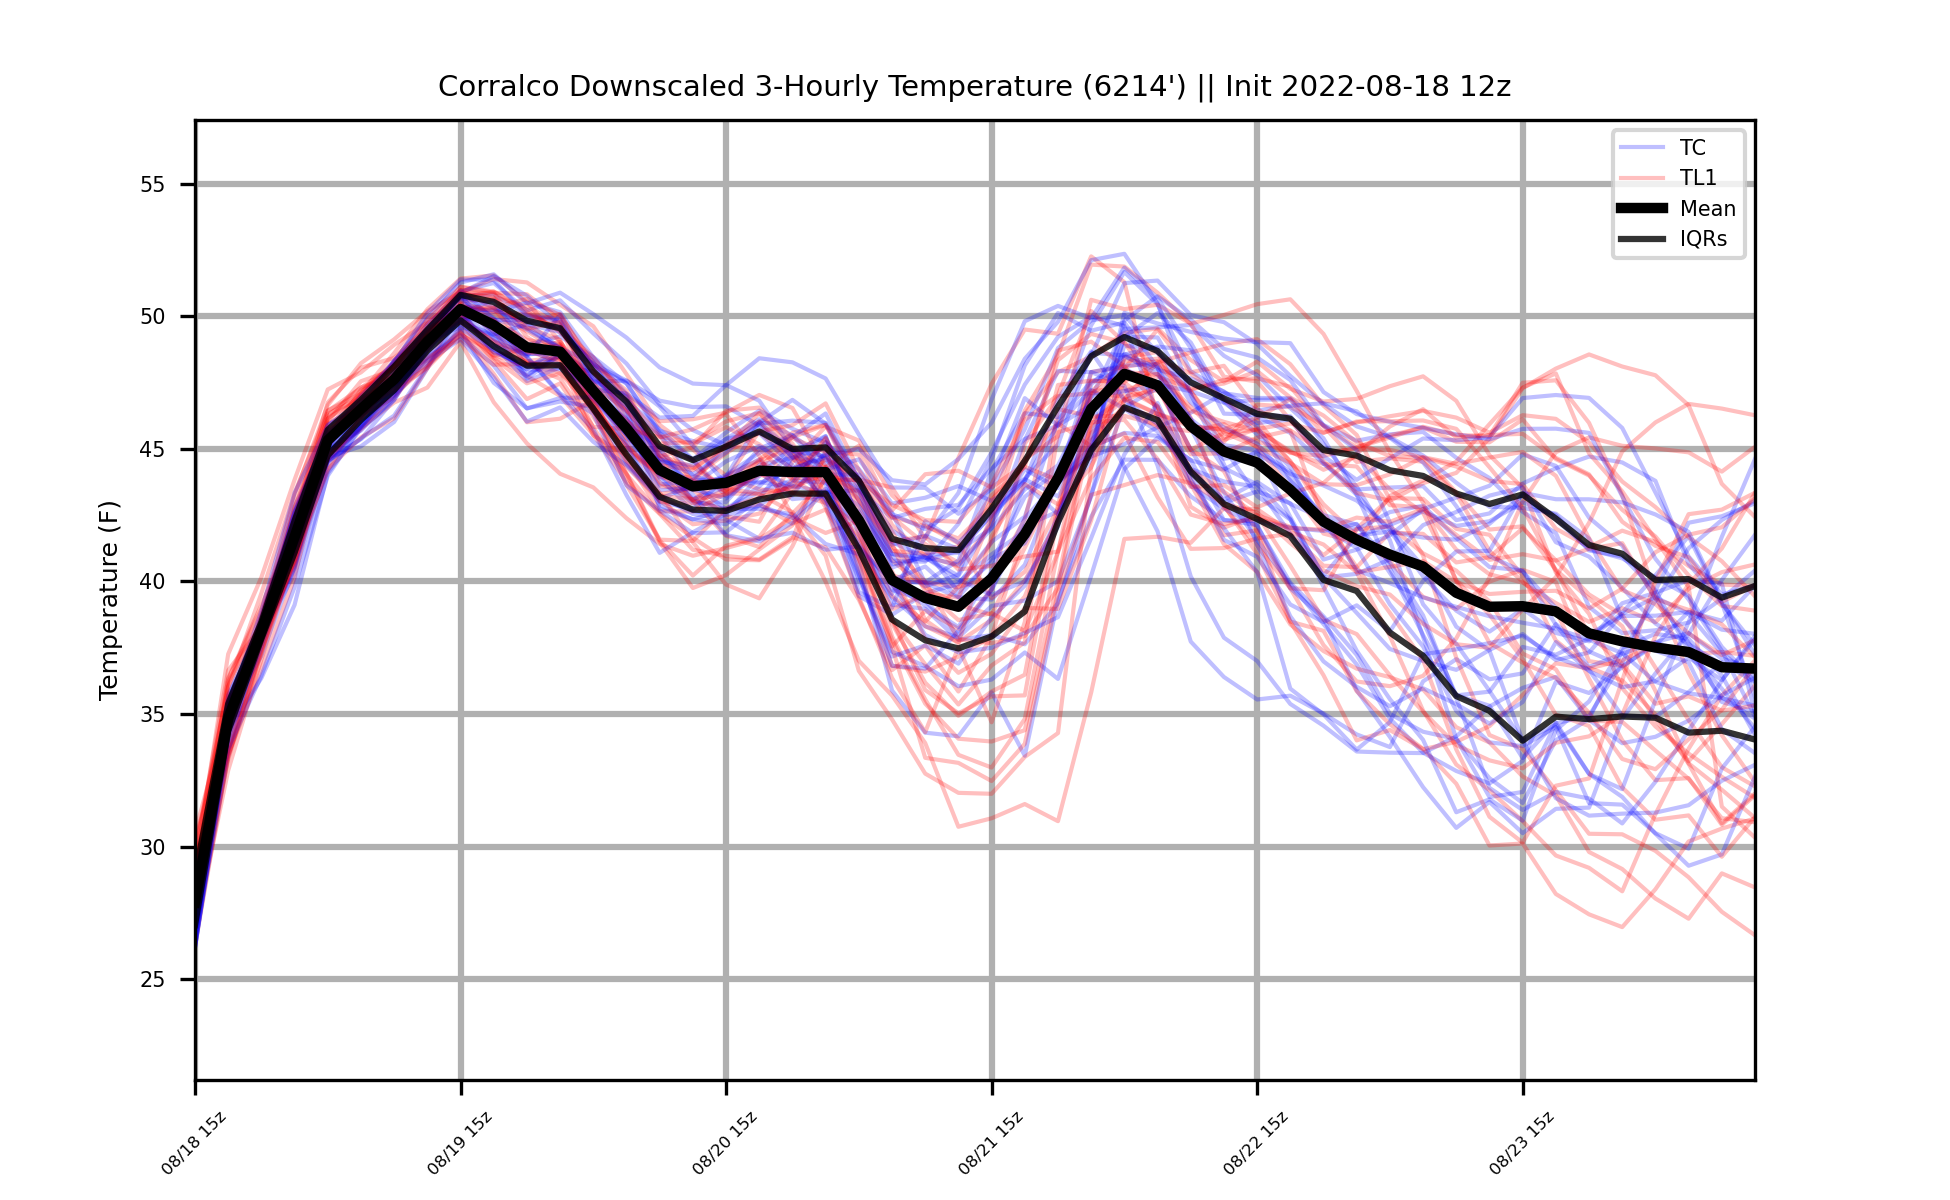 Corralco Downscaled 3-Hourly Temperature (6214') || Init 2022-08-18 12z
TC
TL1
Mean
IQRs
Temperature (F)
55
50
45
40
35
30
25
08/18 15z
08/19 15z
08/20 15z
08/21 15z
08/22 15z
08/23 15z